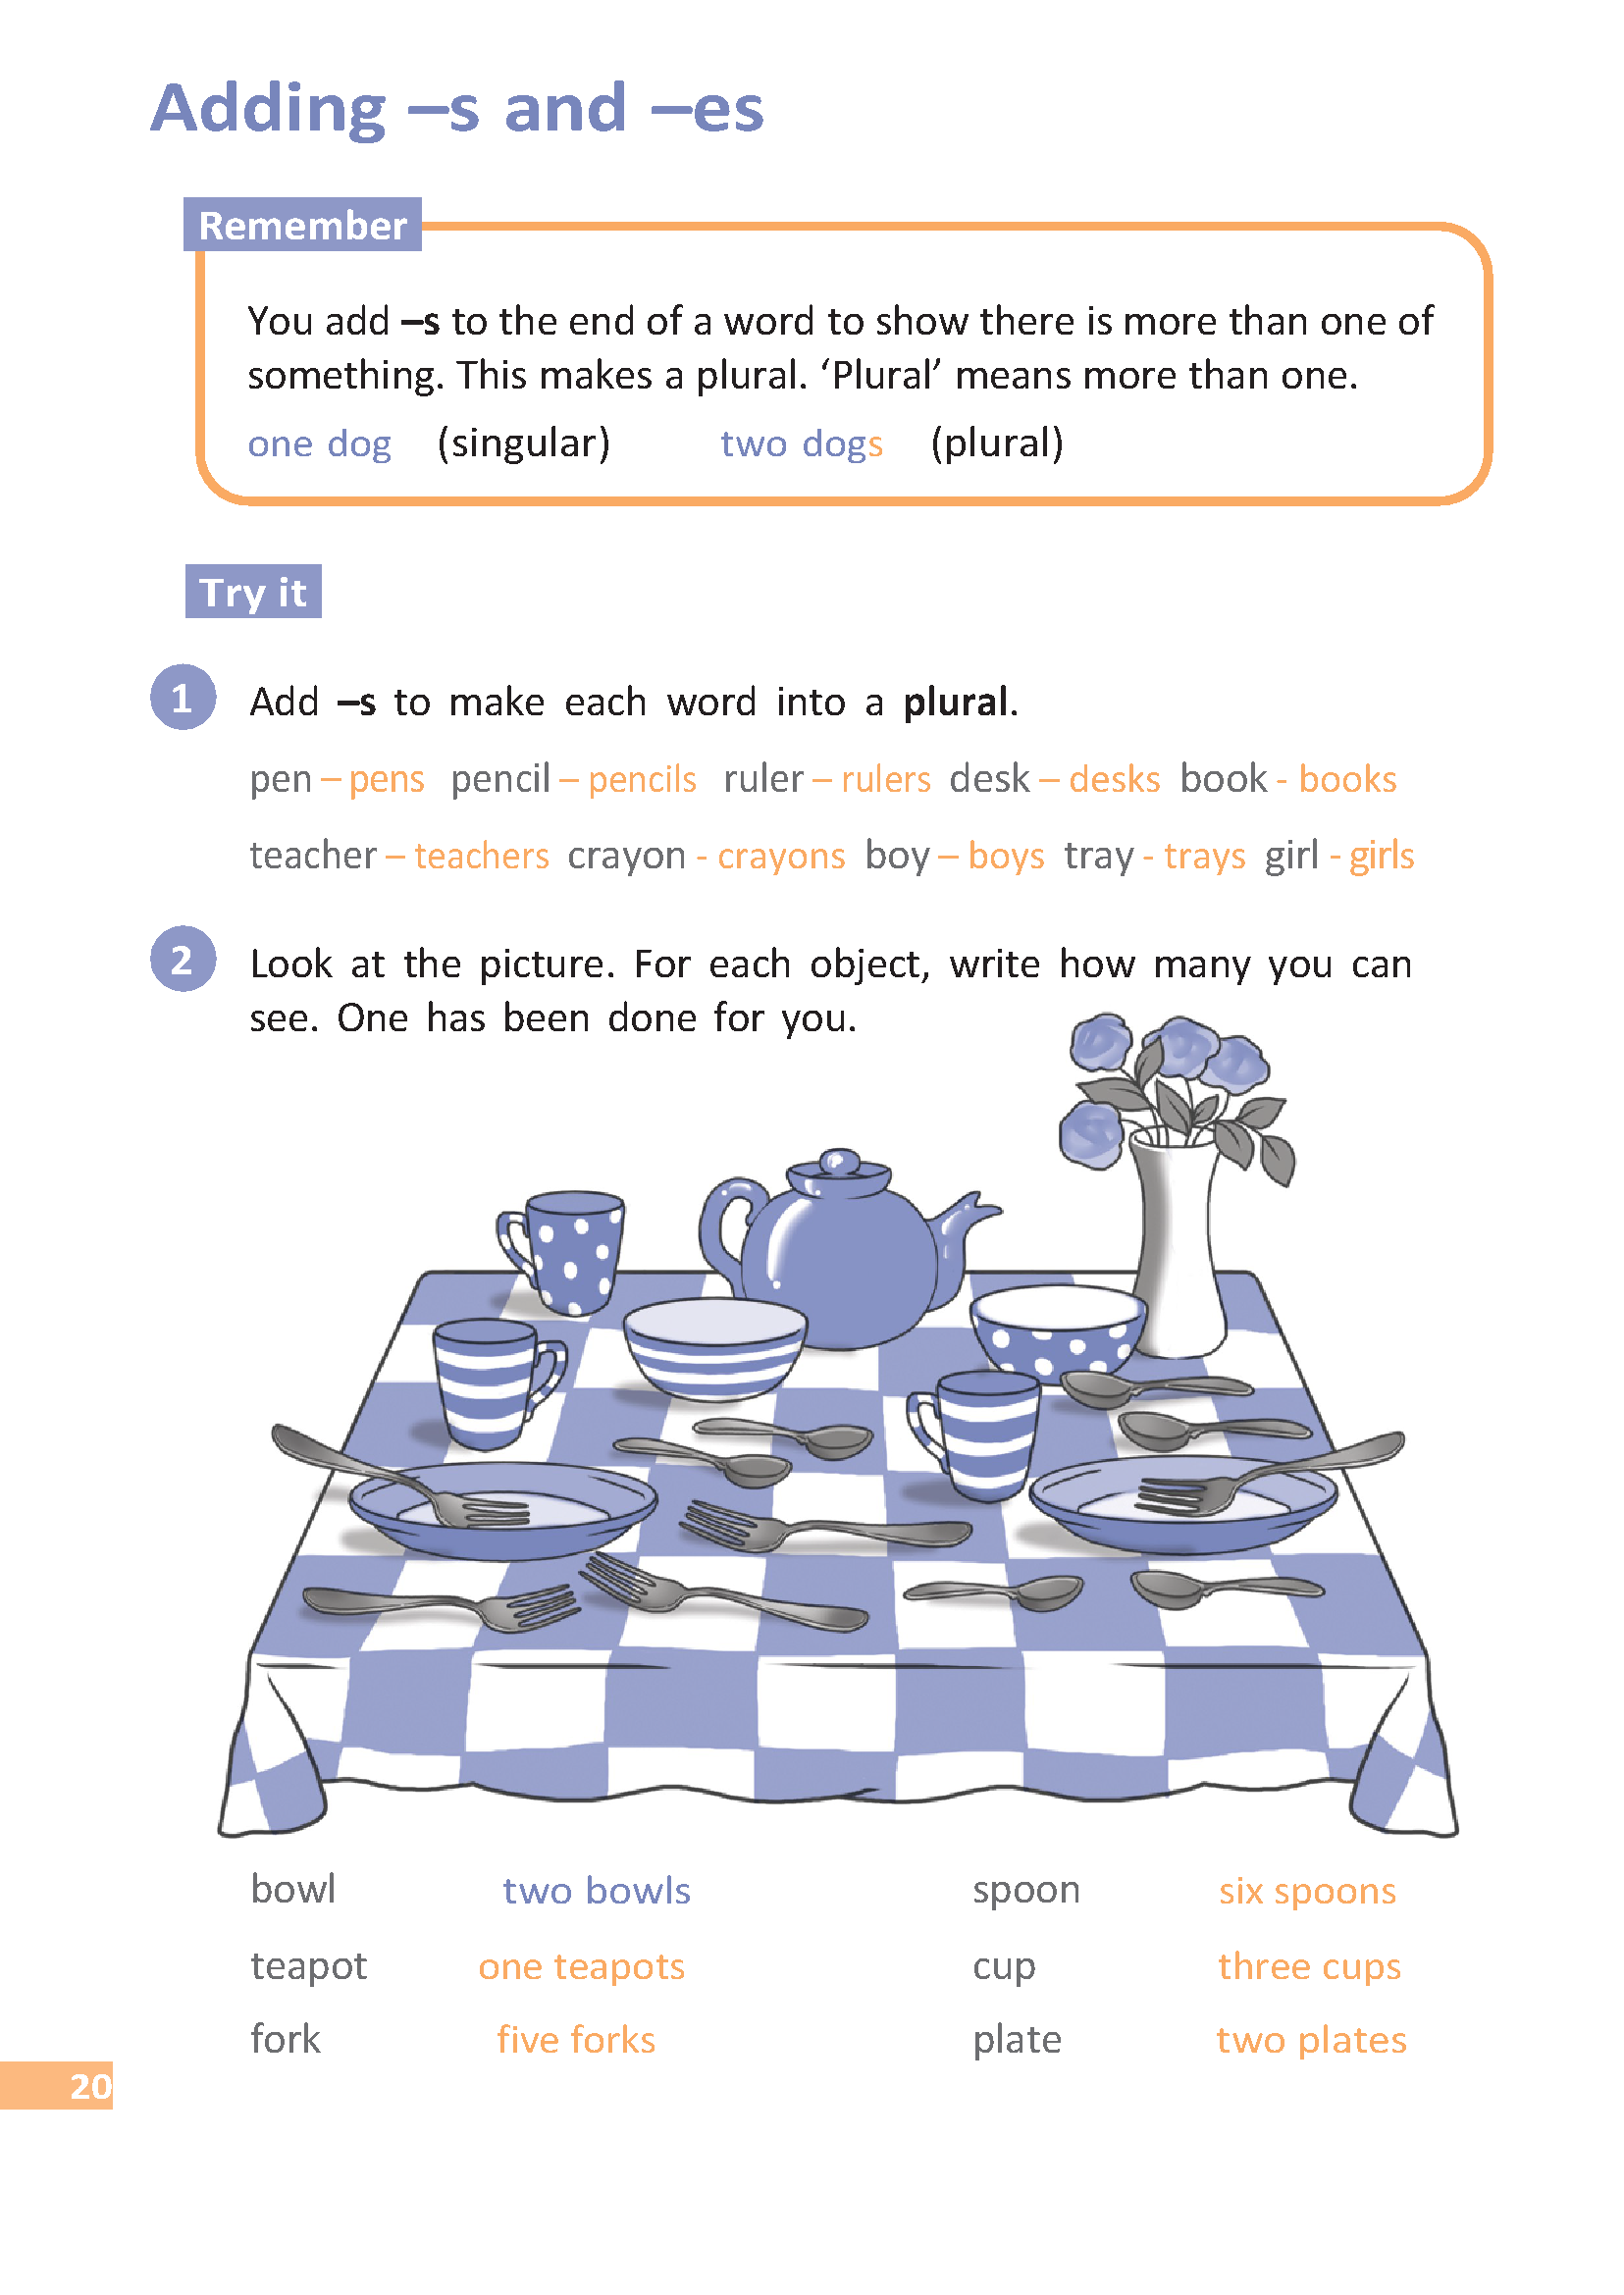 Adding –s and –es
Remember
You add –s to the end of a word to show there is more than one of
something. This makes a plural. ‘Plural’ means more than one.
one dog (singular) two dogs (plural)
Try it
1 Add –s to make each word into a plural.
pen – pens pencil – pencils ruler – rulers desk – desks book - books
teacher – teachers crayon - crayons boy – boys tray - trays girl - girls
2 Look at the picture. For each object, write how many you can
see. One has been done for you.
bowl two bowls spoon six spoons
teapot one teapots cup three cups
fork five forks plate two plates
20